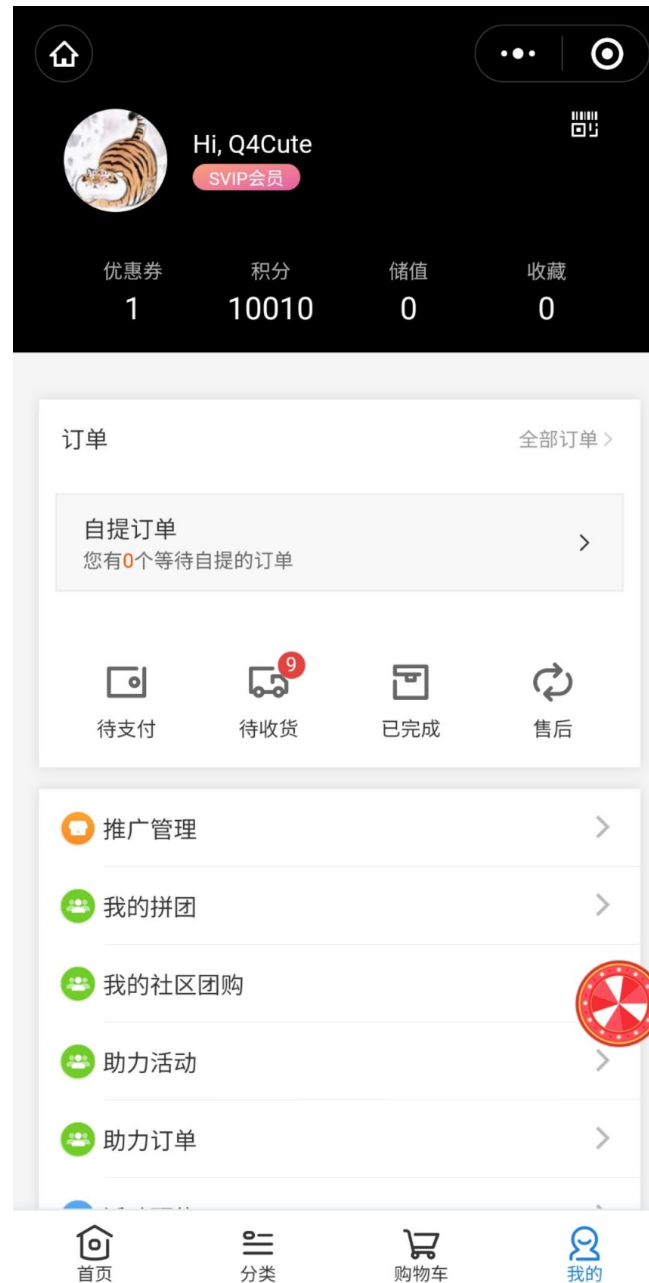 Hi, Q4Cute
SVIP会员
优惠券 积分 储值 收藏
1 10010 0 0
订单 全部订单
自提订单
您有0个等待自提的订单
9
待支付 待收货 已完成 售后
推广管理
我的拼团
我的社区团购
助力活动
助力订单
首页 分类 购物车 我的